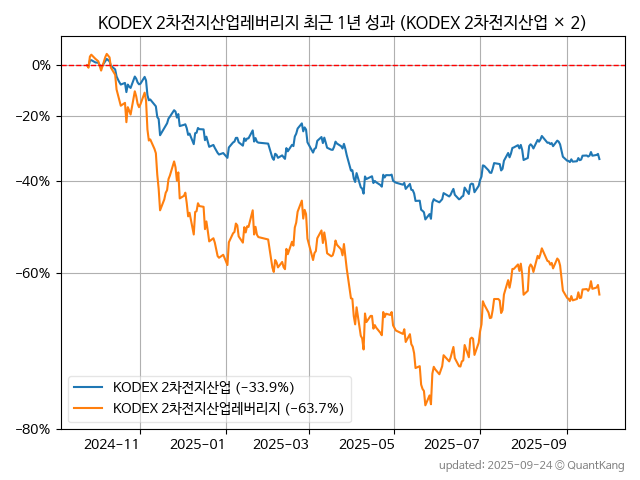 KODEX 2차전지산업레버리지 최근 1년 성과 (KODEX 2차전지산업 × 2)
0%
−20%
−40%
−60%
−80%
KODEX 2차전지산업 (−33.9%)
KODEX 2차전지산업레버리지 (−63.7%)
2024-11
2025-01
2025-03
2025-05
2025-07
2025-09
updated: 2025-09-24 © QuantKang